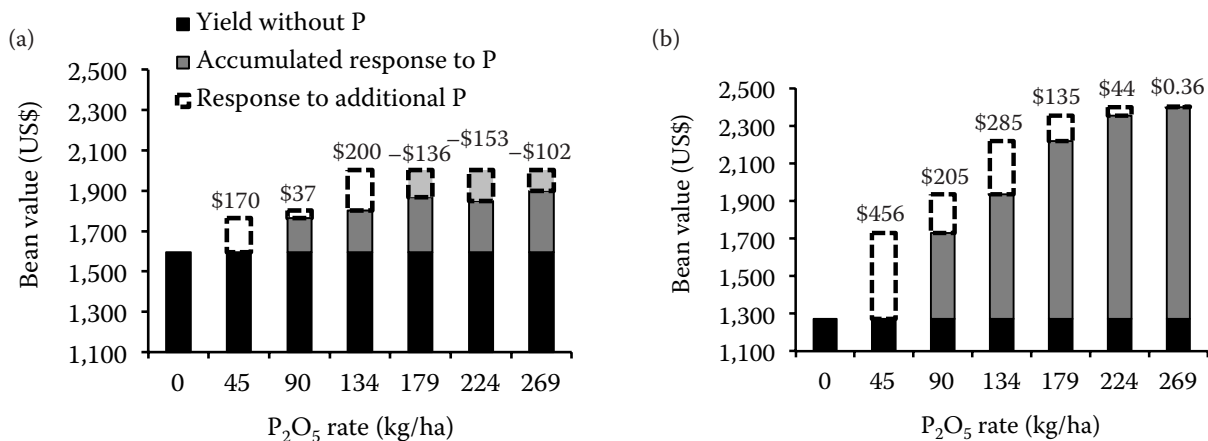 (a)
Yield without P
Accumulated response to P
Response to additional P
2,500
2,300
2,100
1,900
1,700
1,500
1,300
1,100
Bean value (US$)
$170
$37
$200
–$136
–$153
–$102
0 45 90 134 179 224 269
P₂O₅ rate (kg/ha)
(b)
2,500
2,300
2,100
1,900
1,700
1,500
1,300
1,100
Bean value (US$)
$456
$205
$285
$135
$44
$0.36
0 45 90 134 179 224 269
P₂O₅ rate (kg/ha)